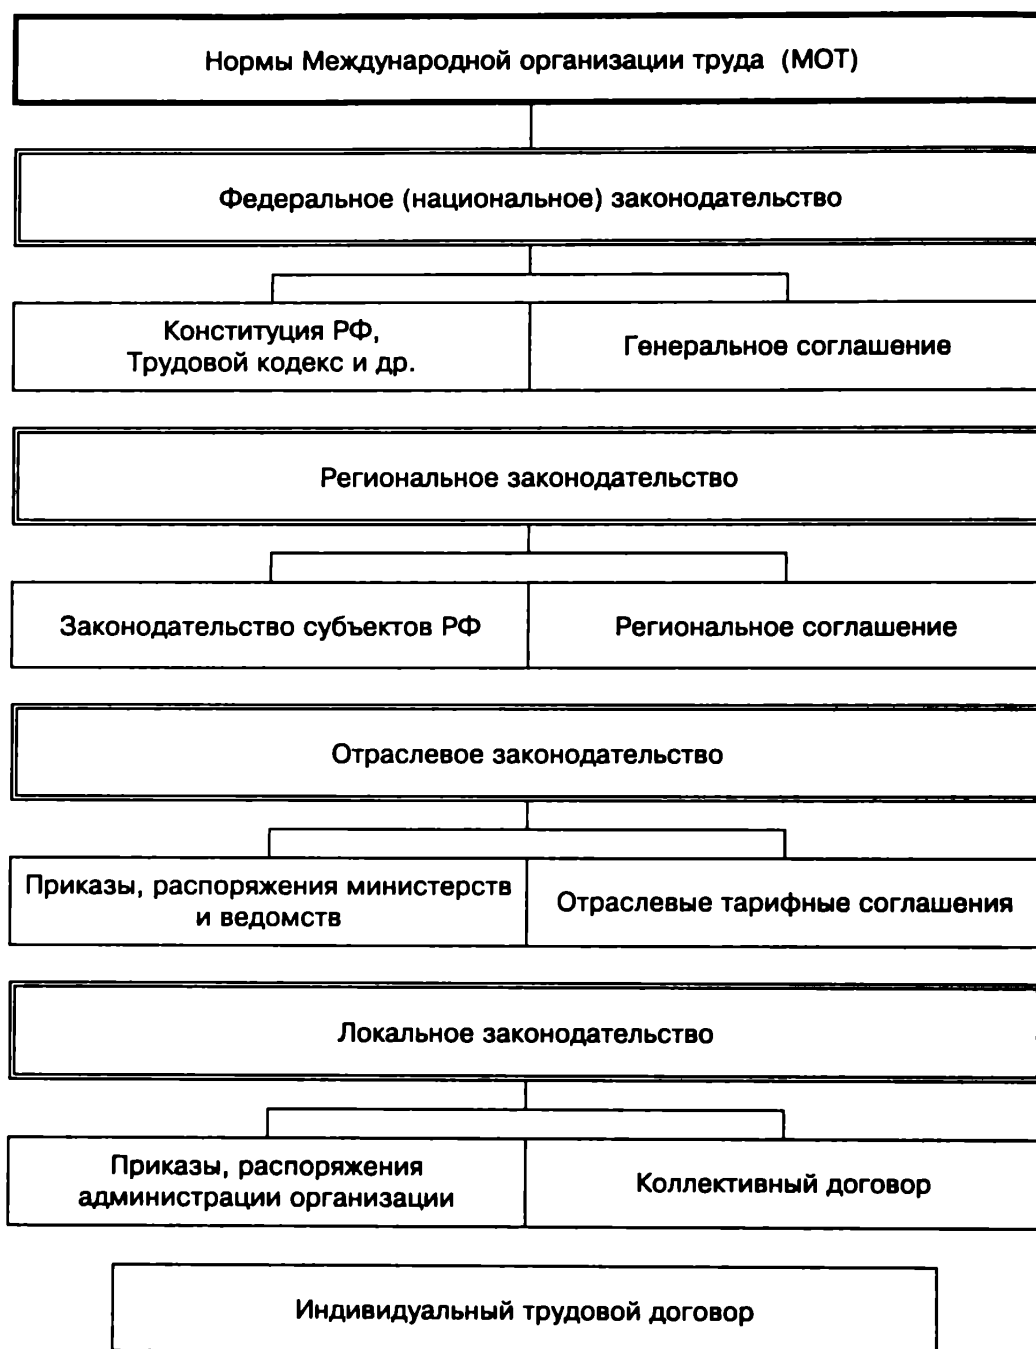 Нормы Международной организации труда (МОТ)
Федеральное (национальное) законодательство
Конституция РФ,
Трудовой кодекс и др.
Генеральное соглашение
Региональное законодательство
Законодательство субъектов РФ
Региональное соглашение
Отраслевое законодательство
Приказы, распоряжения министерств
и ведомств
Отраслевые тарифные соглашения
Локальное законодательство
Приказы, распоряжения
администрации организации
Коллективный договор
Индивидуальный трудовой договор